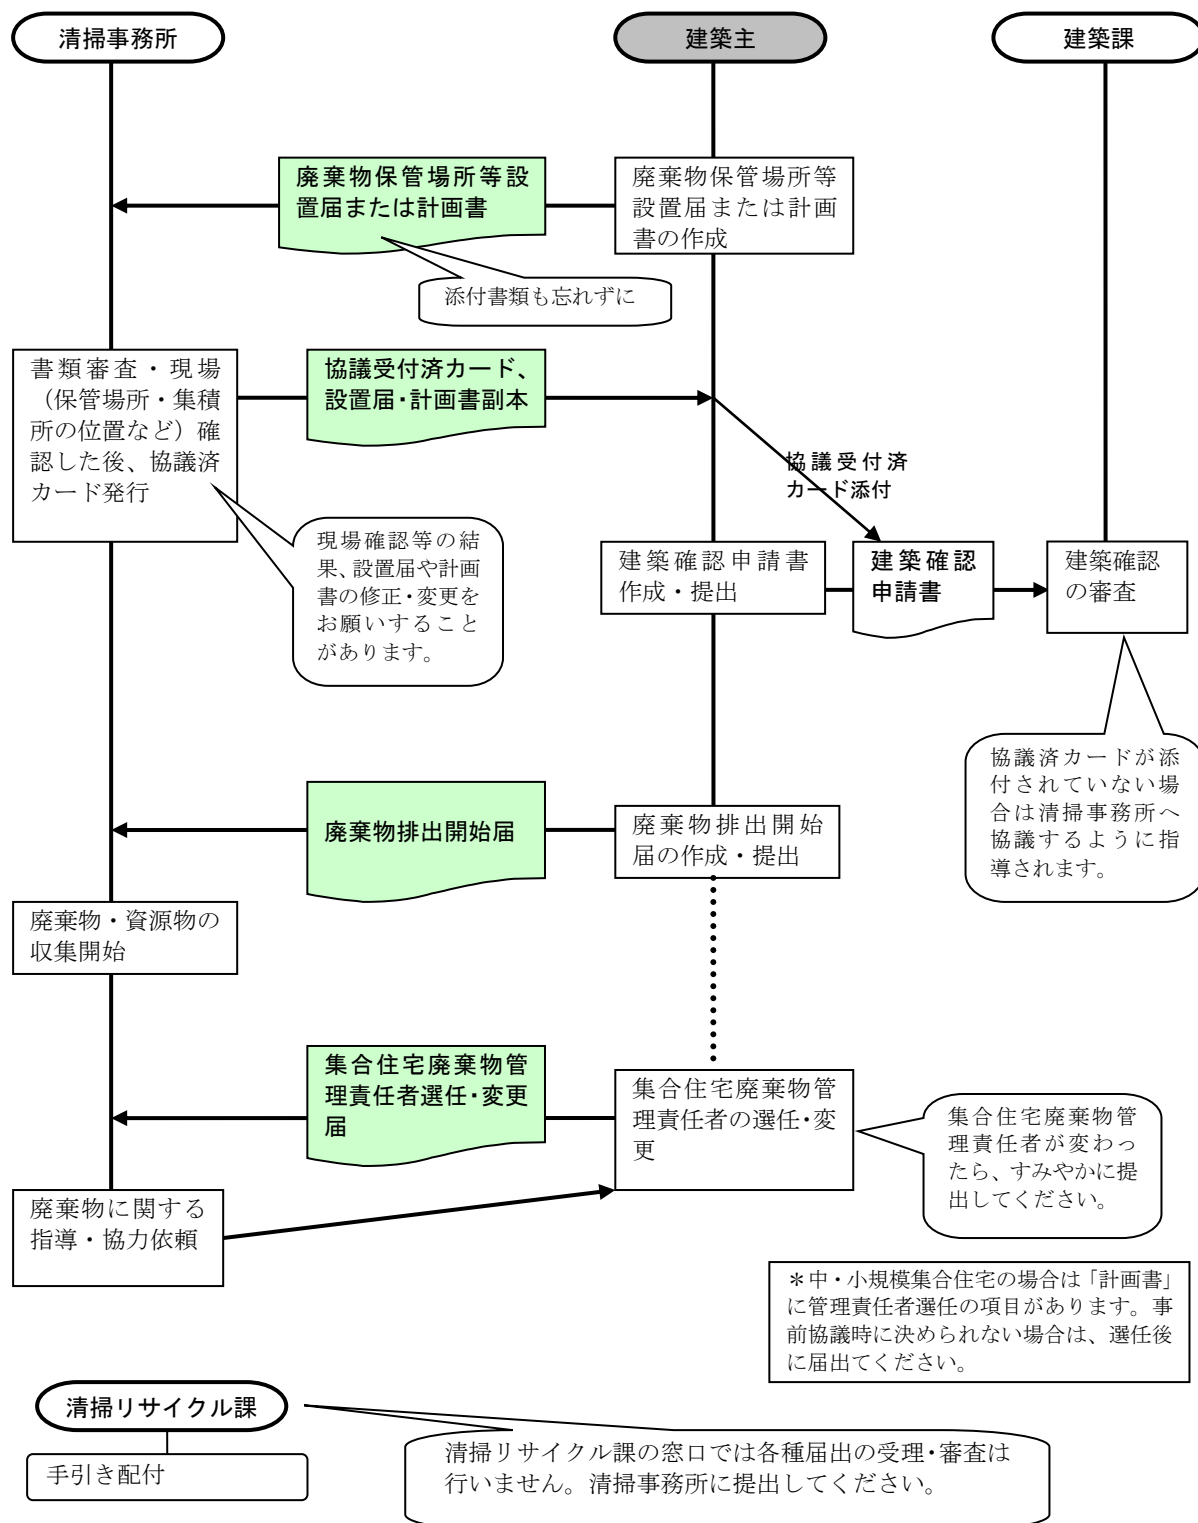 清掃事務所
建築主
建築課
廃棄物保管場所等設
置届または計画書
廃棄物保管場所等
設置届または計画
書の作成
添付書類も忘れずに
書類審査・現場
（保管場所・集積
所の位置など）確
認した後、協議済
カード発行
協議受付済カード、
設置届・計画書副本
協議受付済
カード添付
現場確認等の結
果、設置届や計画
書の修正・変更を
お願いすること
があります。
建築確認申請書
作成・提出
建築確認
申請書
建築確認
の審査
協議済カードが添
付されていない場
合は清掃事務所へ
協議するように指
導されます。
廃棄物排出開始届
廃棄物排出開始
届の作成・提出
廃棄物・資源物の
収集開始
集合住宅廃棄物管
理責任者選任・変更
届
集合住宅廃棄物管
理責任者の選任・変
更
集合住宅廃棄物管
理責任者が変わっ
たら、すみやかに提
出してください。
廃棄物に関する
指導・協力依頼
＊中・小規模集合住宅の場合は「計画書」
に管理責任者選任の項目があります。事
前協議時に決められない場合は、選任後
に届出てください。
清掃リサイクル課
手引き配付
清掃リサイクル課の窓口では各種届出の受理・審査は
行いません。清掃事務所に提出してください。